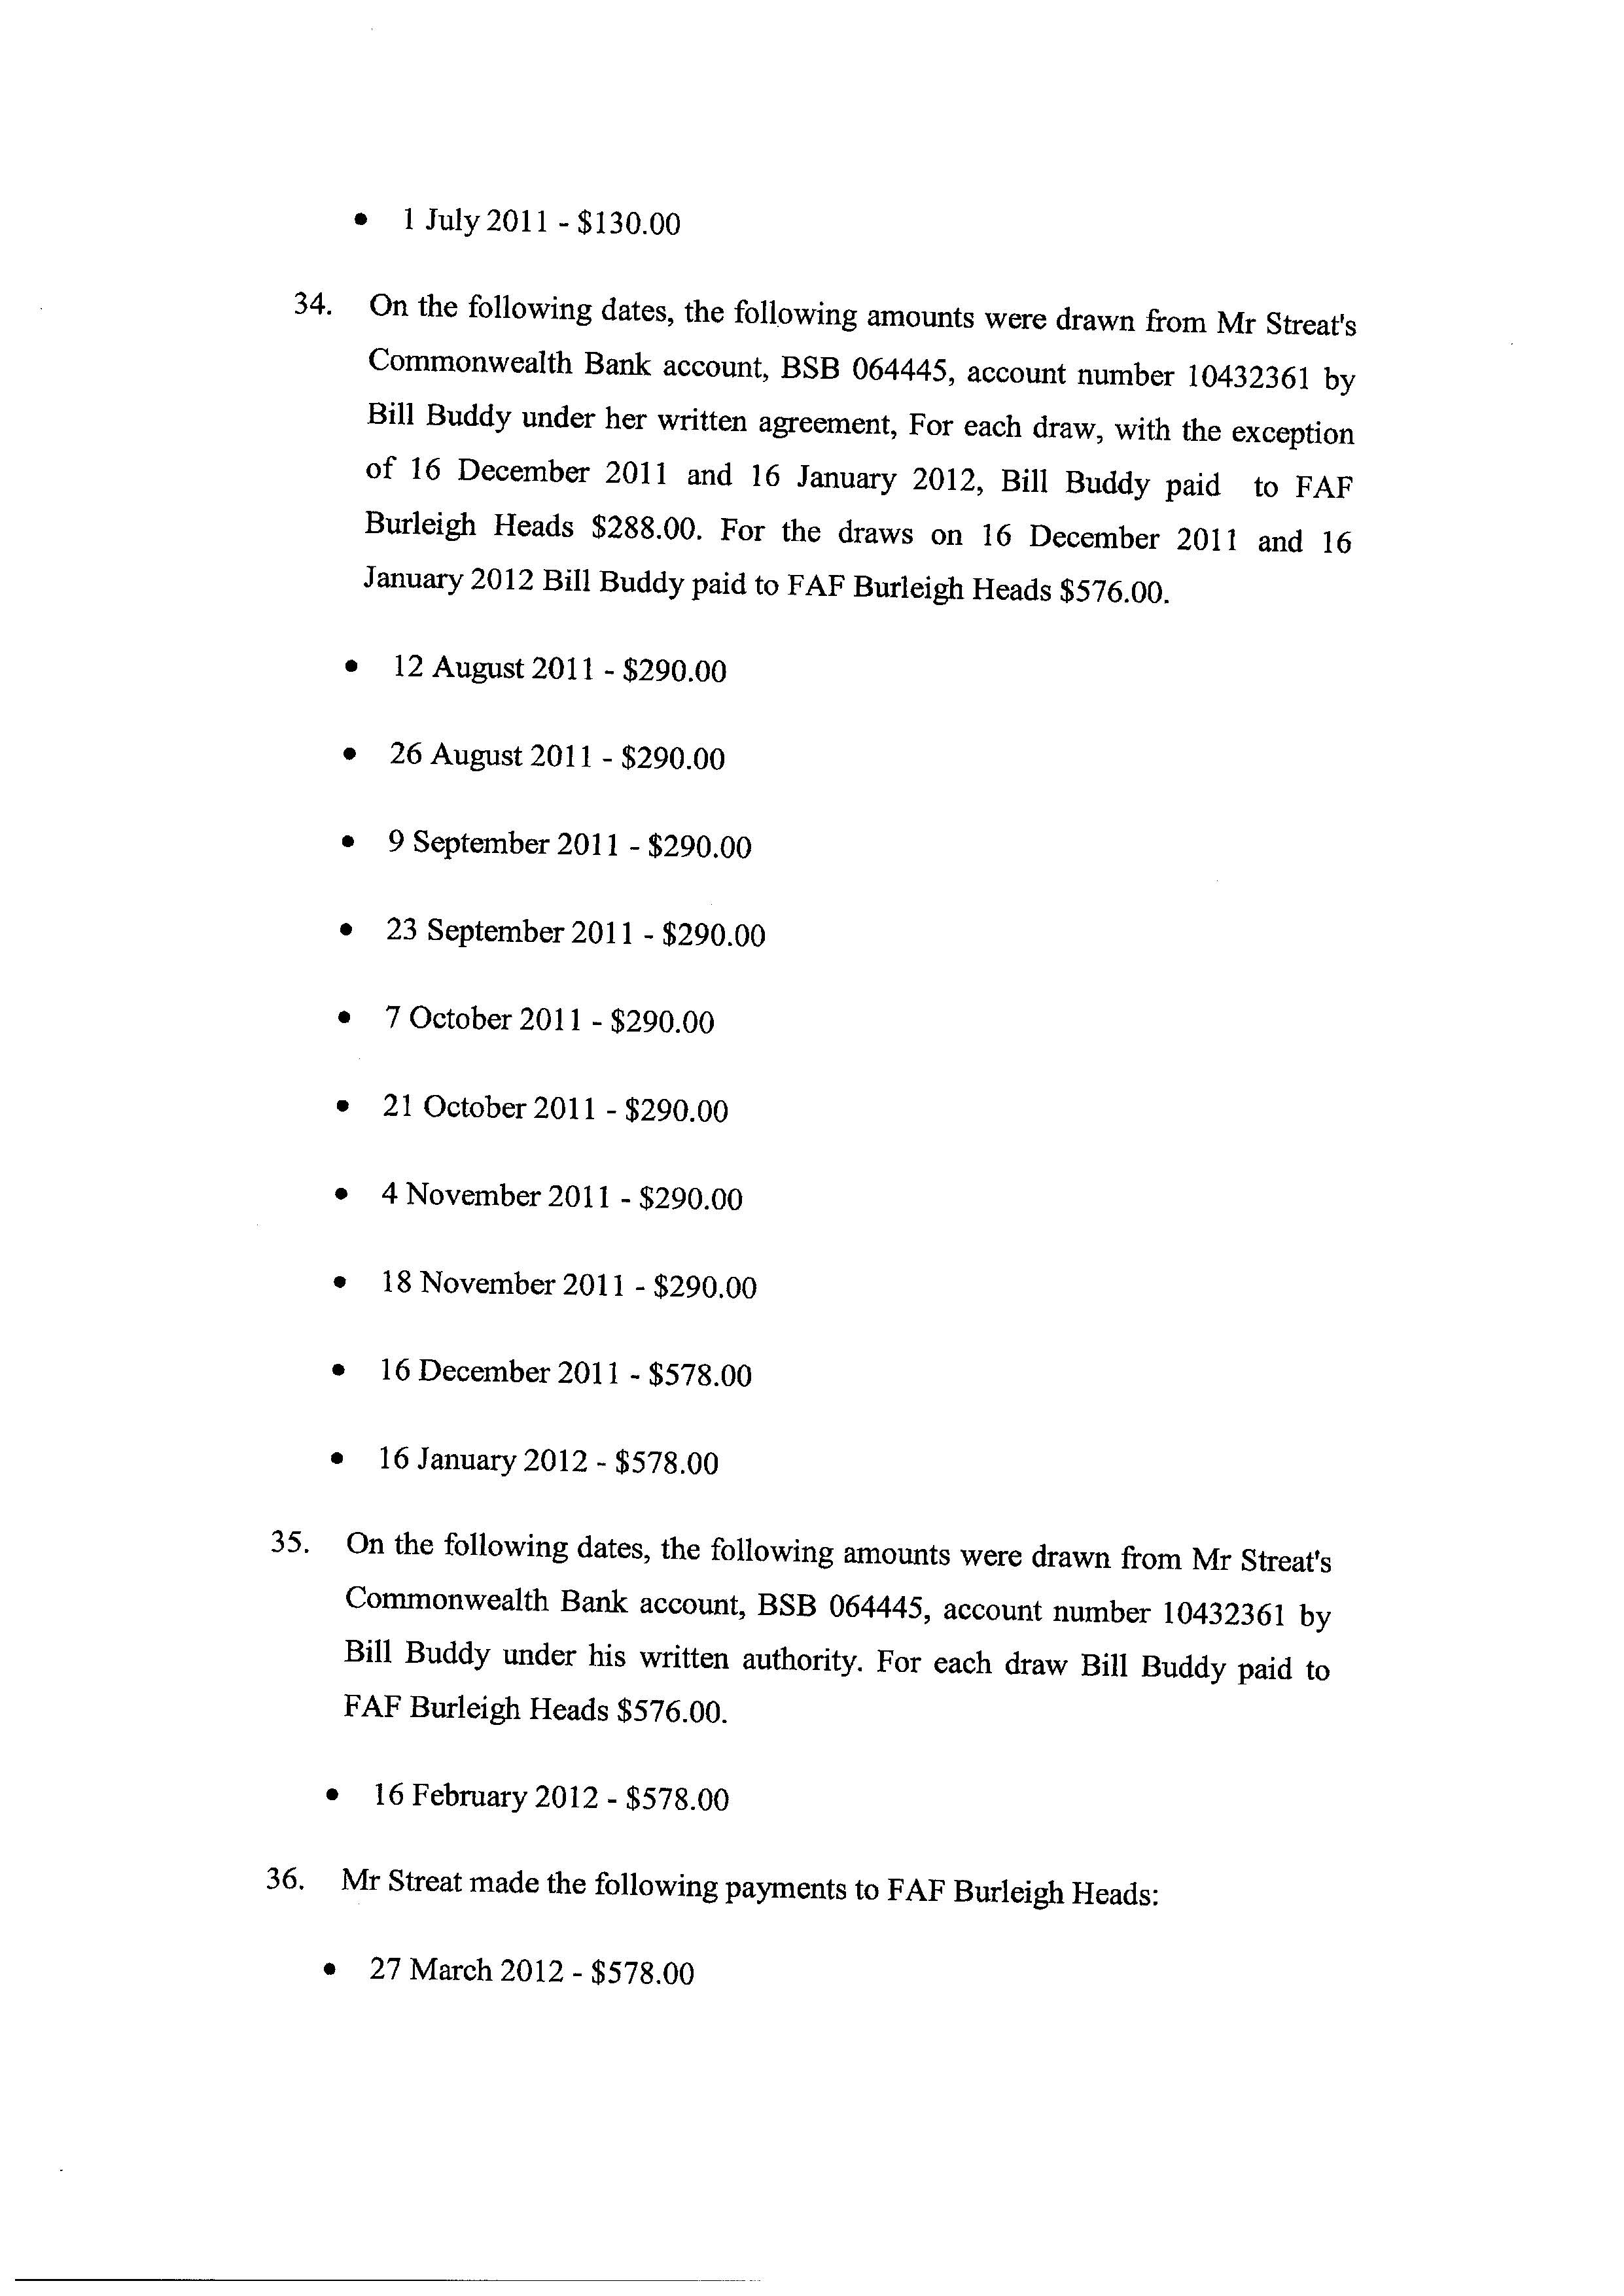 • 1 July 2011 - $130.00
34. On the following dates, the following amounts were drawn from Mr Streat's
Commonwealth Bank account, BSB 064445, account number 10432361 by
Bill Buddy under her written agreement, For each draw, with the exception
of 16 December 2011 and 16 January 2012, Bill Buddy paid to FAF
Burleigh Heads $288.00. For the draws on 16 December 2011 and 16
January 2012 Bill Buddy paid to FAF Burleigh Heads $576.00.
• 12 August 2011 - $290.00
• 26 August 2011 - $290.00
• 9 September 2011 - $290.00
• 23 September 2011 - $290.00
• 7 October 2011 - $290.00
• 21 October 2011 - $290.00
• 4 November 2011 - $290.00
• 18 November 2011 - $290.00
• 16 December 2011 - $578.00
• 16 January 2012 - $578.00
35. On the following dates, the following amounts were drawn from Mr Streat's
Commonwealth Bank account, BSB 064445, account number 10432361 by
Bill Buddy under his written authority. For each draw Bill Buddy paid to
FAF Burleigh Heads $576.00.
• 16 February 2012 - $578.00
36. Mr Streat made the following payments to FAF Burleigh Heads:
• 27 March 2012 - $578.00